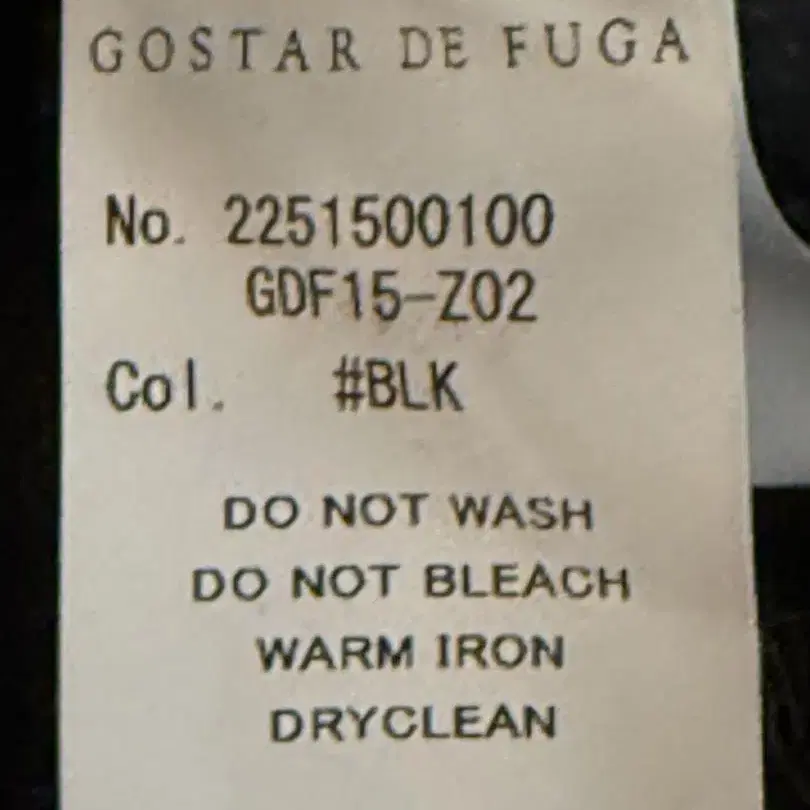 GOSTAR DE FUGA
No. 2251500100
GDF15-Z02
Col. #BLK
DO NOT WASH
DO NOT BLEACH
WARM IRON
DRYCLEAN